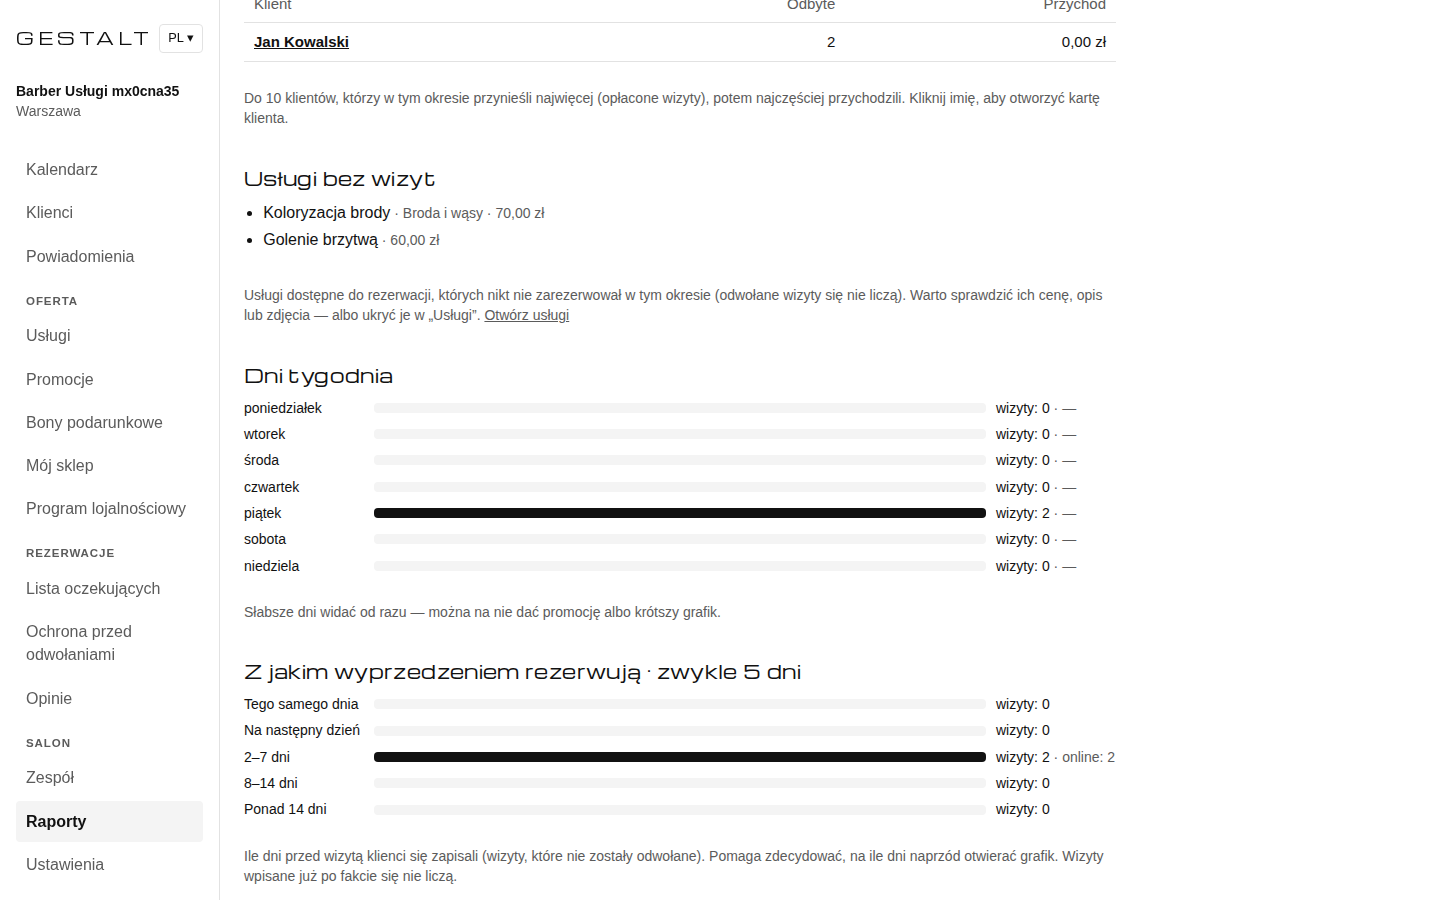 GESTALT
PL ▾
Barber Usługi mx0cna35
Warszawa
Kalendarz
Klienci
Powiadomienia
OFERTA
Usługi
Promocje
Bony podarunkowe
Mój sklep
Program lojalnościowy
REZERWACJE
Lista oczekujących
Ochrona przed
odwołaniami
Opinie
SALON
Zespół
Raporty
Ustawienia
Klient Odbyte Przychód
Jan Kowalski 2 0,00 zł
Do 10 klientów, którzy w tym okresie przynieśli najwięcej (opłacone wizyty), potem najczęściej przychodzili. Kliknij imię, aby otworzyć kartę
klienta.
Usługi bez wizyt
• Koloryzacja brody · Broda i wąsy · 70,00 zł
• Golenie brzytwą · 60,00 zł
Usługi dostępne do rezerwacji, których nikt nie zarezerwował w tym okresie (odwołane wizyty się nie liczą). Warto sprawdzić ich cenę, opis
lub zdjęcia — albo ukryć je w „Usługi”. Otwórz usługi
Dni tygodnia
poniedziałek wizyty: 0 · —
wtorek wizyty: 0 · —
środa wizyty: 0 · —
czwartek wizyty: 0 · —
piątek wizyty: 2 · —
sobota wizyty: 0 · —
niedziela wizyty: 0 · —
Słabsze dni widać od razu — można na nie dać promocję albo krótszy grafik.
Z jakim wyprzedzeniem rezerwują · zwykle 5 dni
Tego samego dnia wizyty: 0
Na następny dzień wizyty: 0
2–7 dni wizyty: 2 · online: 2
8–14 dni wizyty: 0
Ponad 14 dni wizyty: 0
Ile dni przed wizytą klienci się zapisali (wizyty, które nie zostały odwołane). Pomaga zdecydować, na ile dni naprzód otwierać grafik. Wizyty
wpisane już po fakcie się nie liczą.